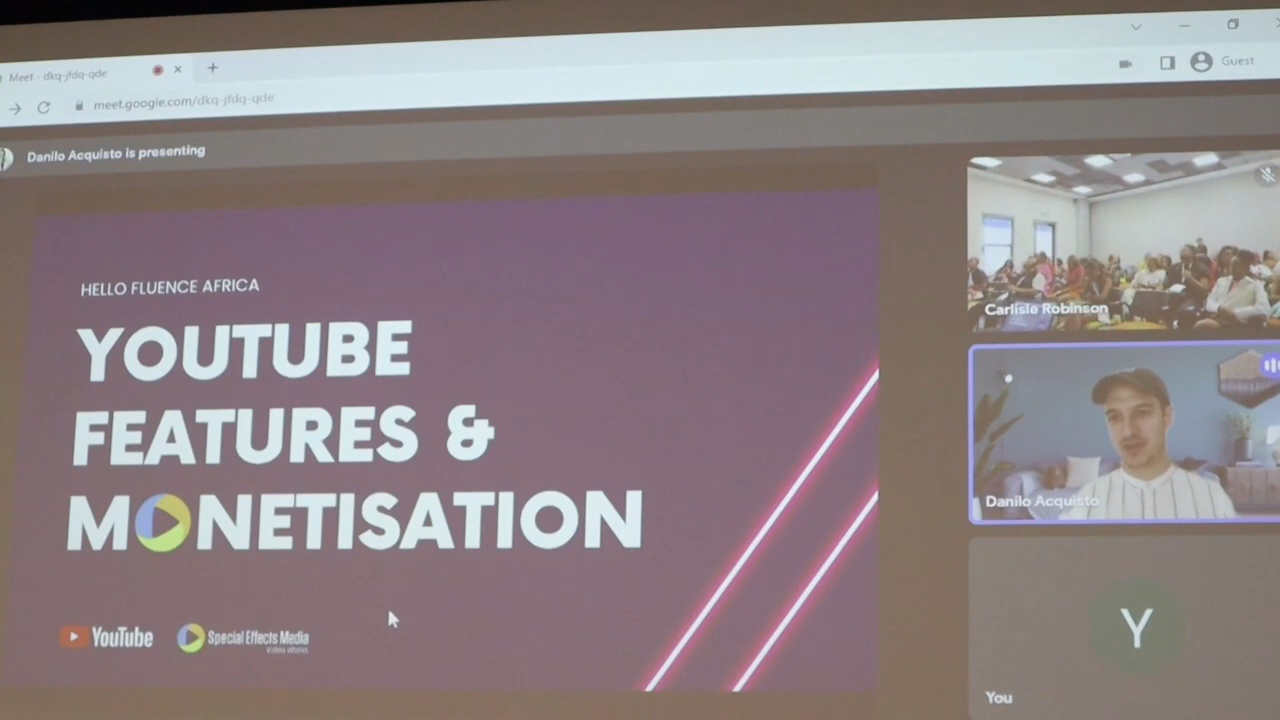 Meet - dkq-jfdq-qde
Guest
meet.google.com/dkq-jfdq-qde
Danilo Acquisto is presenting
HELLO FLUENCE AFRICA
YOUTUBE
FEATURES &
MONETISATION
YouTube
Special Effects Media
Carlisle Robinson
Danilo Acquisto
Y
You